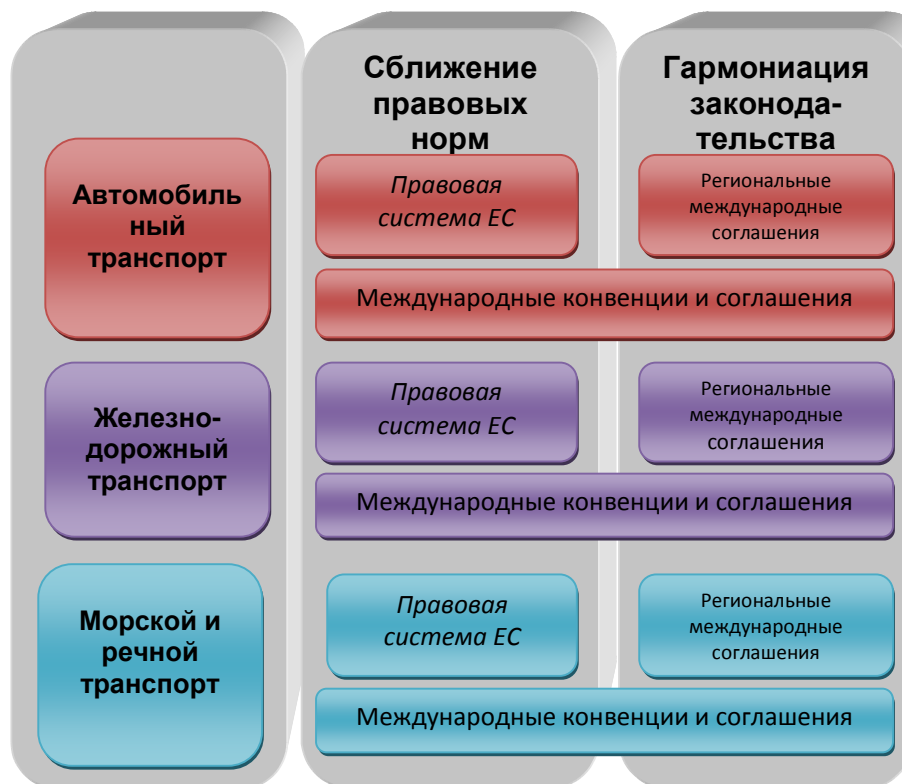 Сближение
правовых
норм
Гармониация
законода-
тельства
Автомобиль
ный
транспорт
Правовая
система ЕС
Региональные
международные
соглашения
Международные конвенции и соглашения
Железно-
дорожный
транспорт
Правовая
система ЕС
Региональные
международные
соглашения
Международные конвенции и соглашения
Морской и
речной
транспорт
Правовая
система ЕС
Региональные
международные
соглашения
Международные конвенции и соглашения